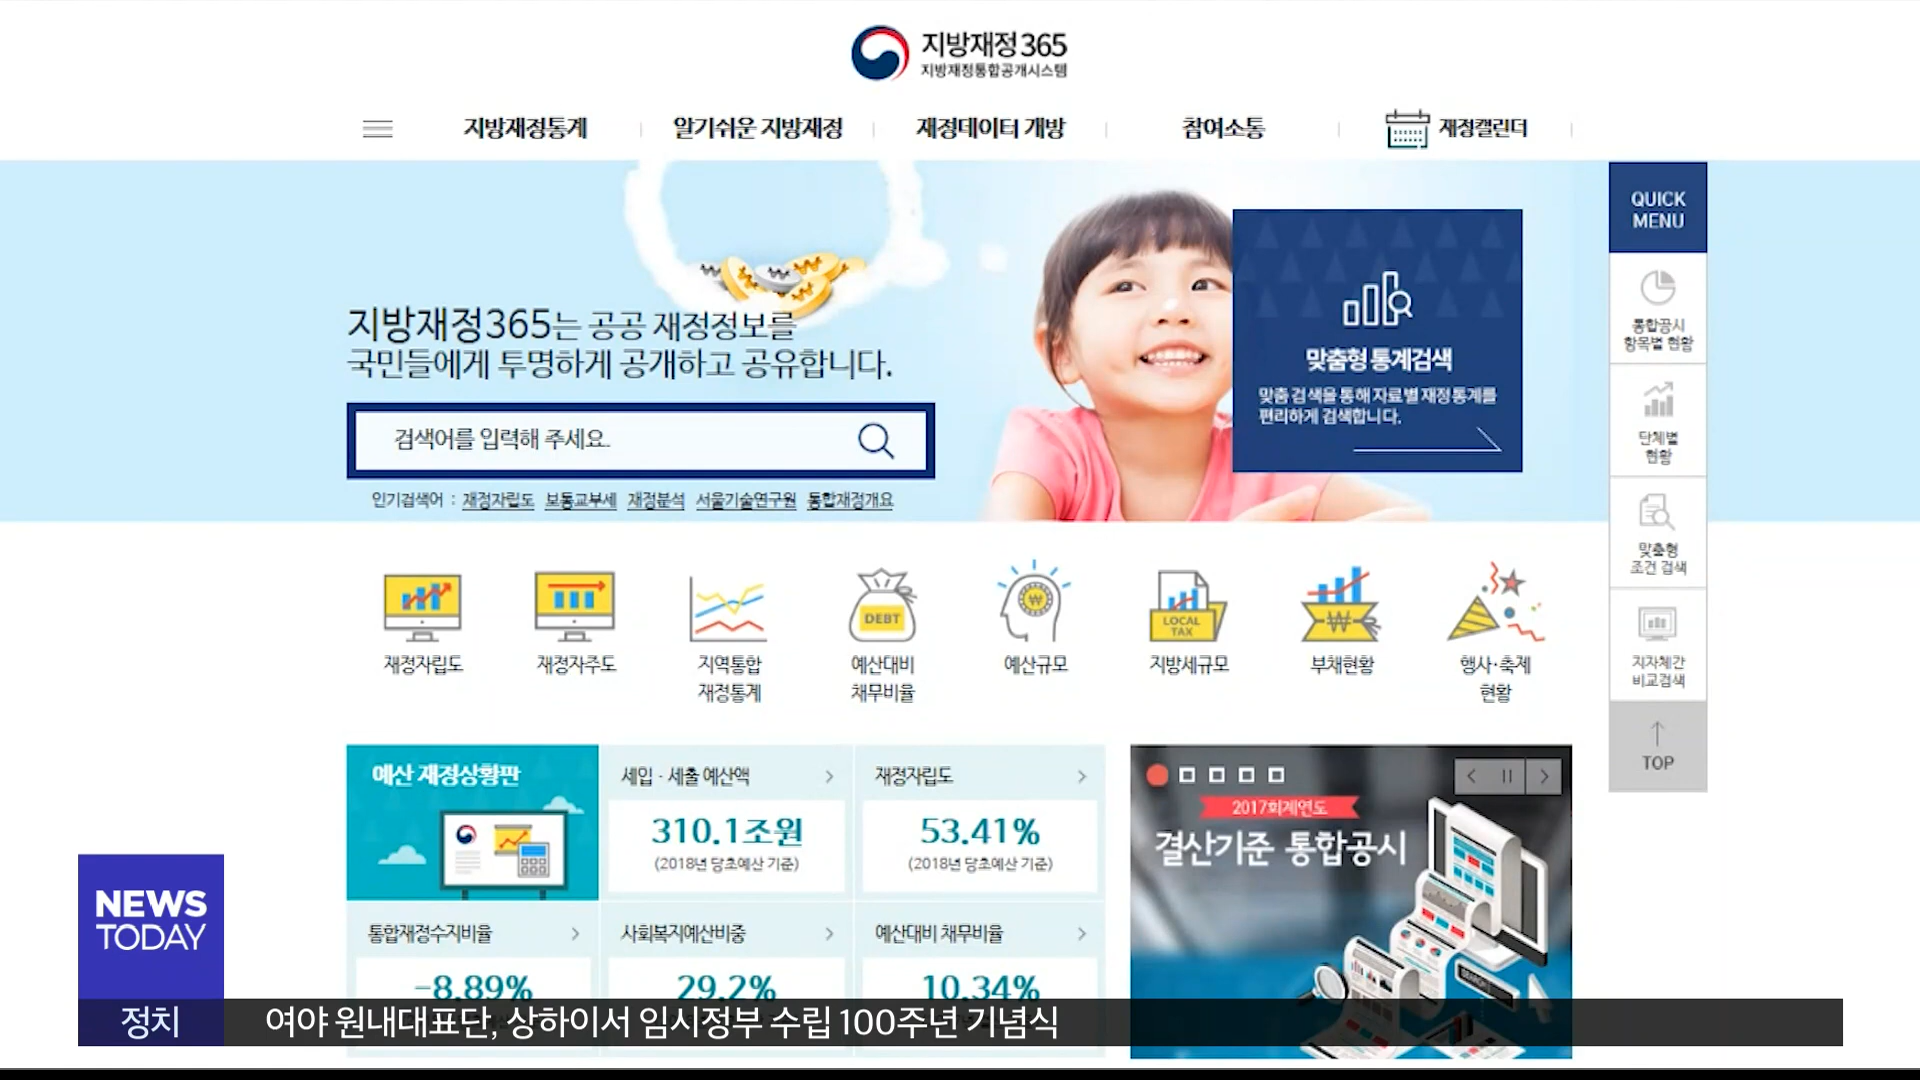 지방재정365
지방재정통합공개시스템
지방재정통계
알기쉬운 지방재정
재정데이터 개방
참여소통
재정캘린더
지방재정365는 공공 재정정보를
국민들에게 투명하게 공개하고 공유합니다.
검색어를 입력해 주세요.
인기검색어 : 재정자립도 보통교부세 재정분석 서울기술연구원 통합재정개요
맞춤형 통계검색
맞춤 검색을 통해 자료별 재정통계를
편리하게 검색합니다.
QUICK
MENU
통합공시
항목별 현황
단체별
현황
맞춤형
조건 검색
지자체간
비교검색
TOP
재정자립도
재정자주도
지역통합
재정통계
DEBT
예산대비
채무비율
예산규모
LOCAL
TAX
지방세규모
부채현황
행사·축제
현황
예산 재정상황판
세입 · 세출 예산액
310.1조원
(2018년 당초예산 기준)
재정자립도
53.41%
(2018년 당초예산 기준)
통합재정수지비율
-8.89%
사회복지예산비중
29.2%
예산대비 채무비율
10.34%
2017회계연도
결산기준 통합공시
SEARCH
NEWS
TODAY
정치
여야 원내대표단, 상하이서 임시정부 수립 100주년 기념식